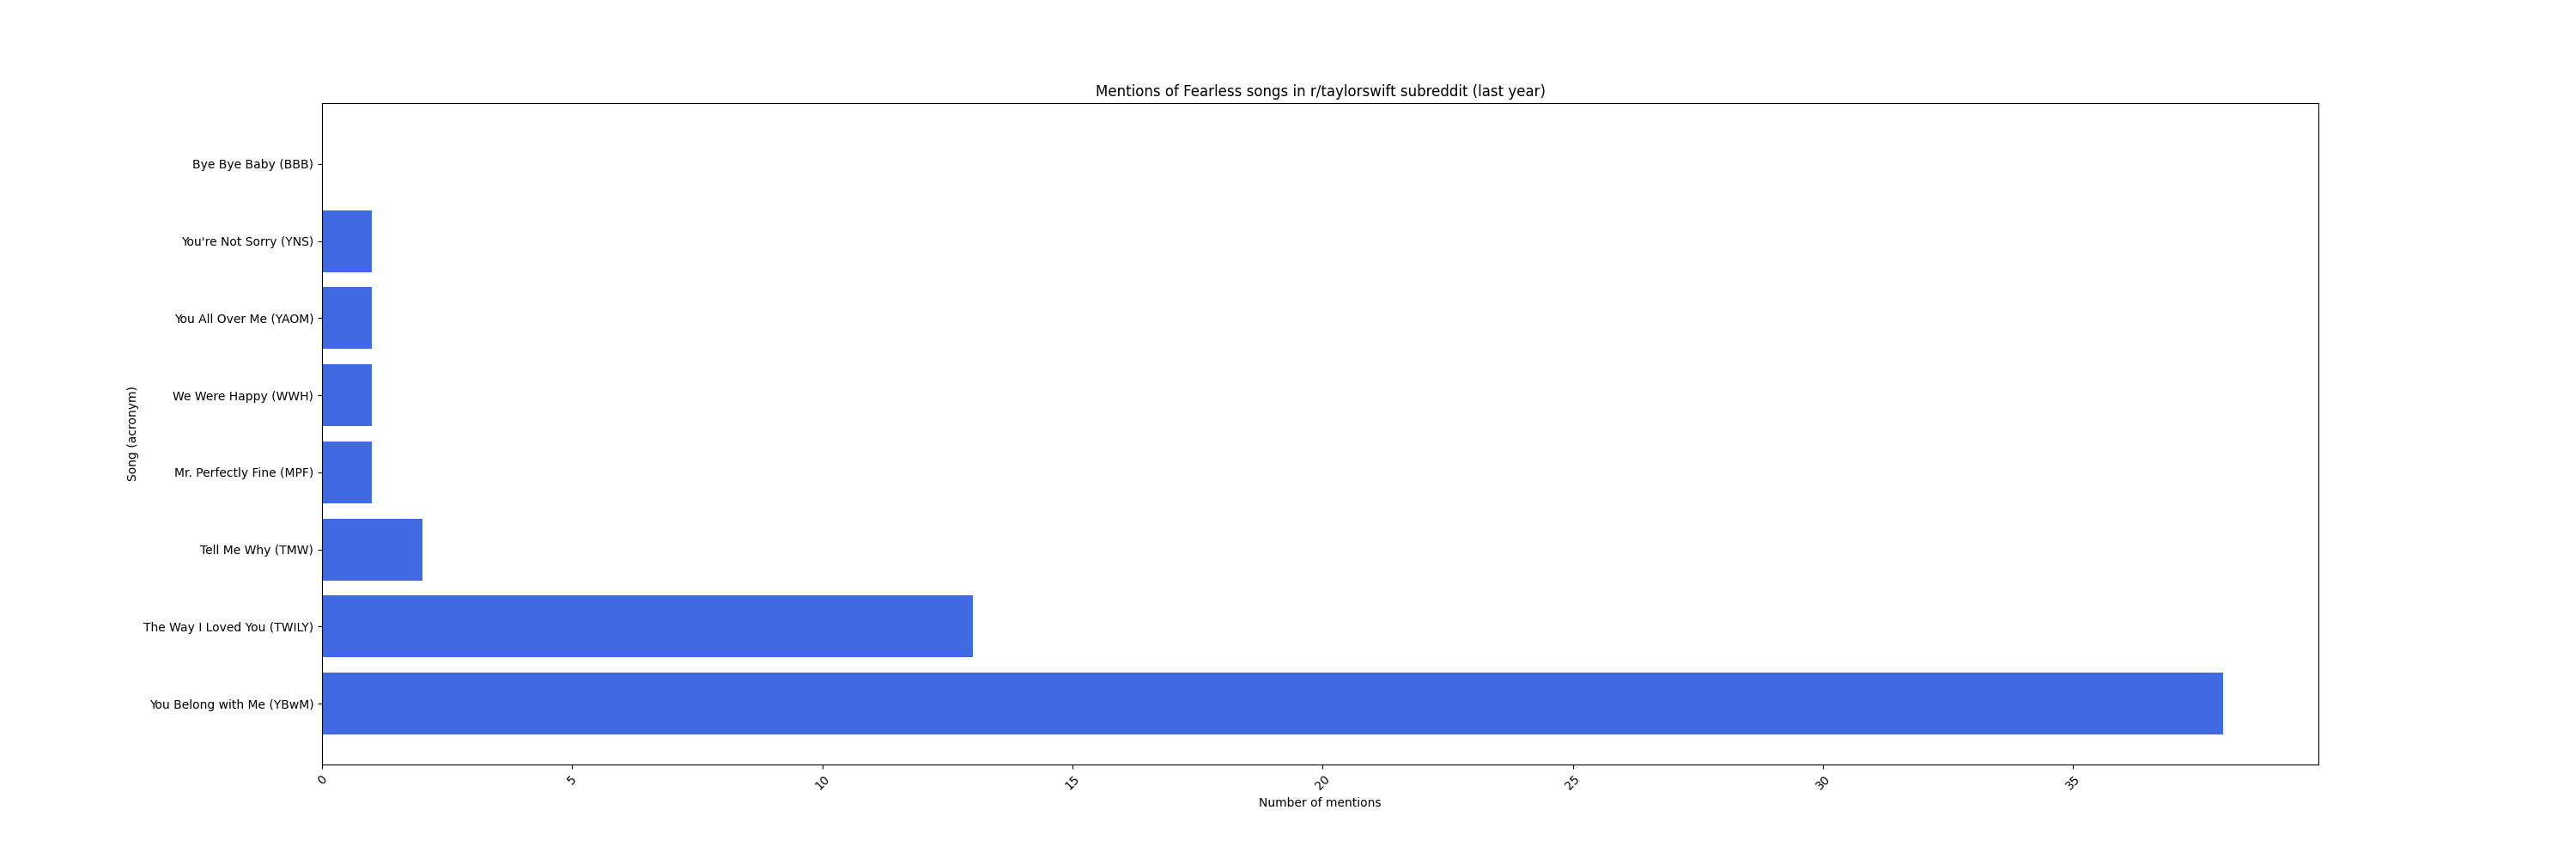 Mentions of Fearless songs in r/taylorswift subreddit (last year)
Bye Bye Baby (BBB)
You're Not Sorry (YNS)
You All Over Me (YAOM)
We Were Happy (WWH)
Mr. Perfectly Fine (MPF)
Tell Me Why (TMW)
The Way I Loved You (TWILY)
You Belong with Me (YBwM)
Song (acronym)
0 5 10 15 20 25 30 35
Number of mentions